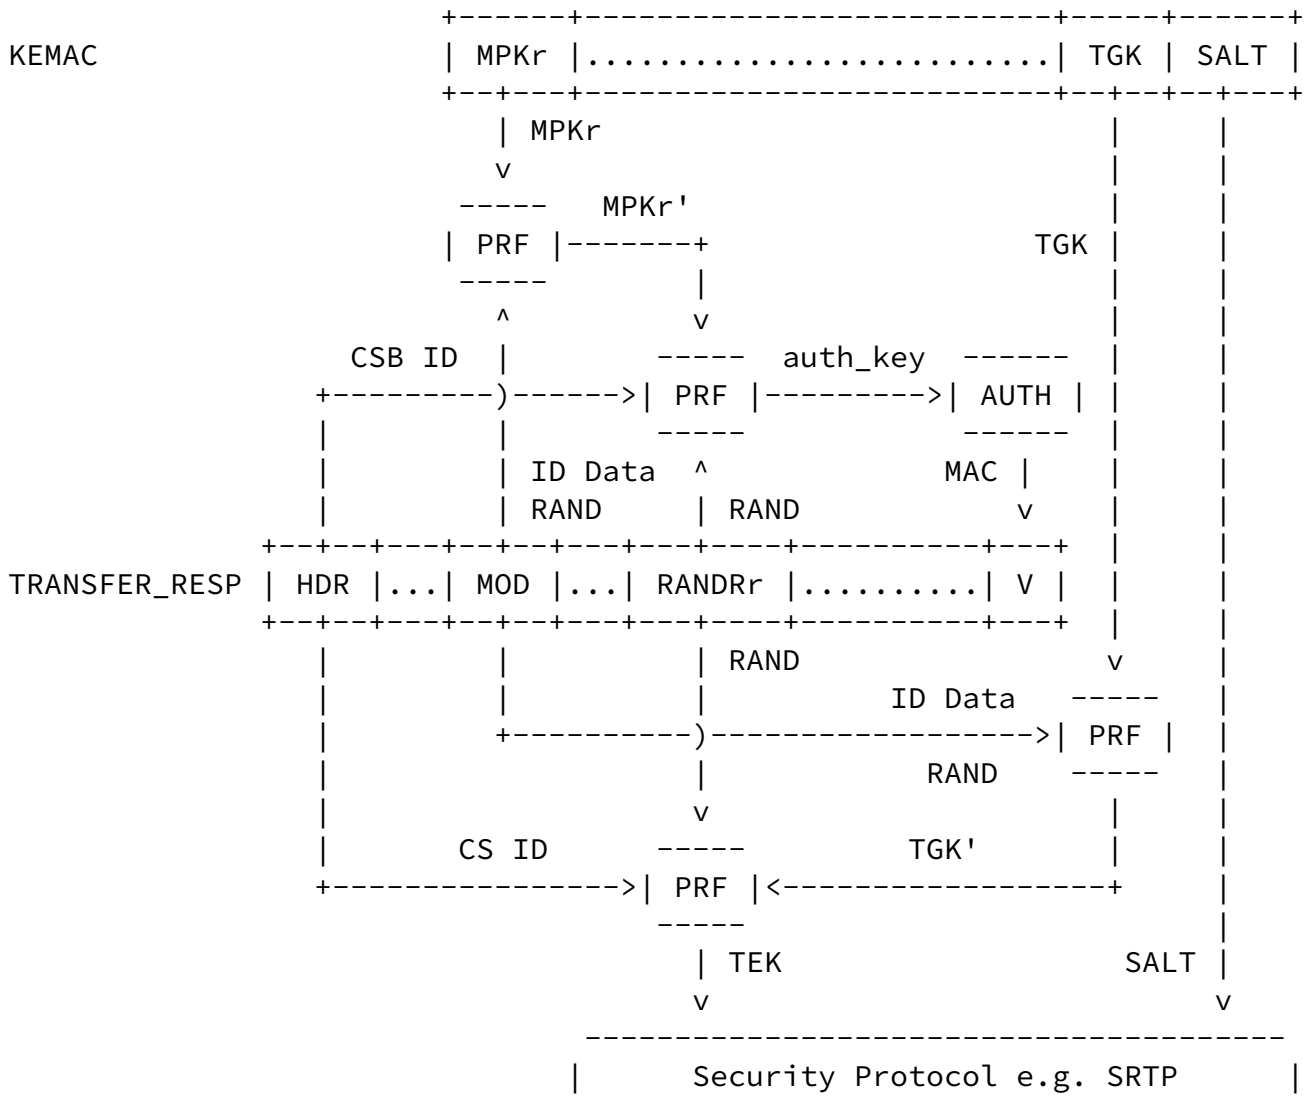 +------+--------------------------+-----+------+
KEMAC                   | MPKr |..........................| TGK | SALT |
                        +--+---+--------------------------+--+--+--+---+
                           | MPKr                            |     |
                           v                                 |     |
                         -----   MPKr'                       |     |
                        | PRF |-------+                  TGK |     |
                         -----        |                      |     |
                           ^          v                      |     |
                   CSB ID  |        -----  auth_key  ------  |     |
                 +---------)------>| PRF |--------->| AUTH | |     |
                 |         |        -----            ------  |     |
                 |         | ID Data  ^             MAC |    |     |
                 |         | RAND     | RAND            v    |     |
              +--+--+---+--+--+---+---+----+----------+---+  |     |
TRANSFER_RESP | HDR |...| MOD |...| RANDRr |..........| V |  |     |
              +--+--+---+--+--+---+---+----+----------+---+  |     |
                 |         |          | RAND                 v     |
                 |         |          |          ID Data   -----   |
                 |         +----------)------------------>| PRF |  |
                 |                    |            RAND    -----   |
                 |                    v                      |     |
                 |       CS ID      -----         TGK'       |     |
                 +---------------->| PRF |<------------------+     |
                                    -----                          |
                                      | TEK                   SALT |
                                      v                            v
                                ---------------------------------------
                               |      Security Protocol e.g. SRTP      |